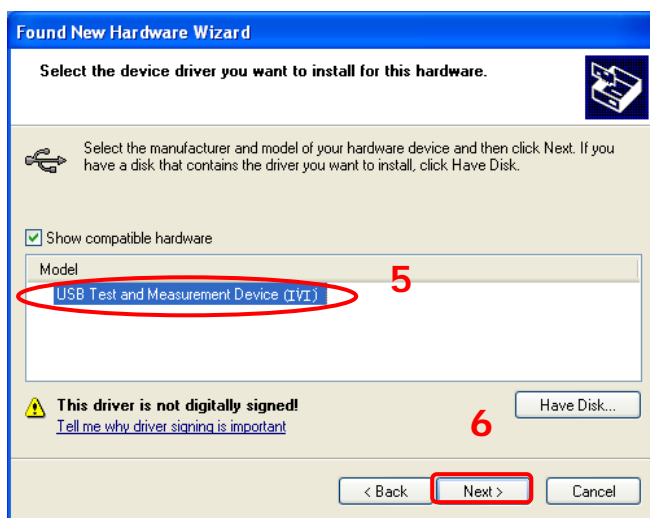 Found New Hardware Wizard
Select the device driver you want to install for this hardware.
Select the manufacturer and model of your hardware device and then click Next. If you
have a disk that contains the driver you want to install, click Have Disk.
Show compatible hardware
Model
USB Test and Measurement Device (IVI)
5
This driver is not digitally signed!
Tell me why driver signing is important
Have Disk...
6
< Back
Next >
Cancel